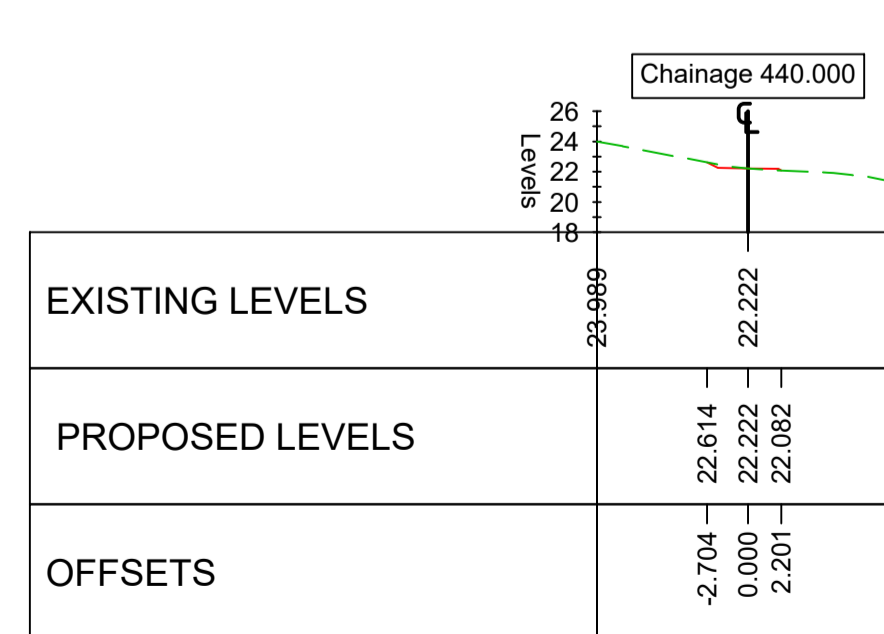 Chainage 440.000
℄
Levels
26
24
22
20
18
EXISTING LEVELS
23.989
22.222
PROPOSED LEVELS
22.614
22.222
22.082
OFFSETS
-2.704
0.000
2.201